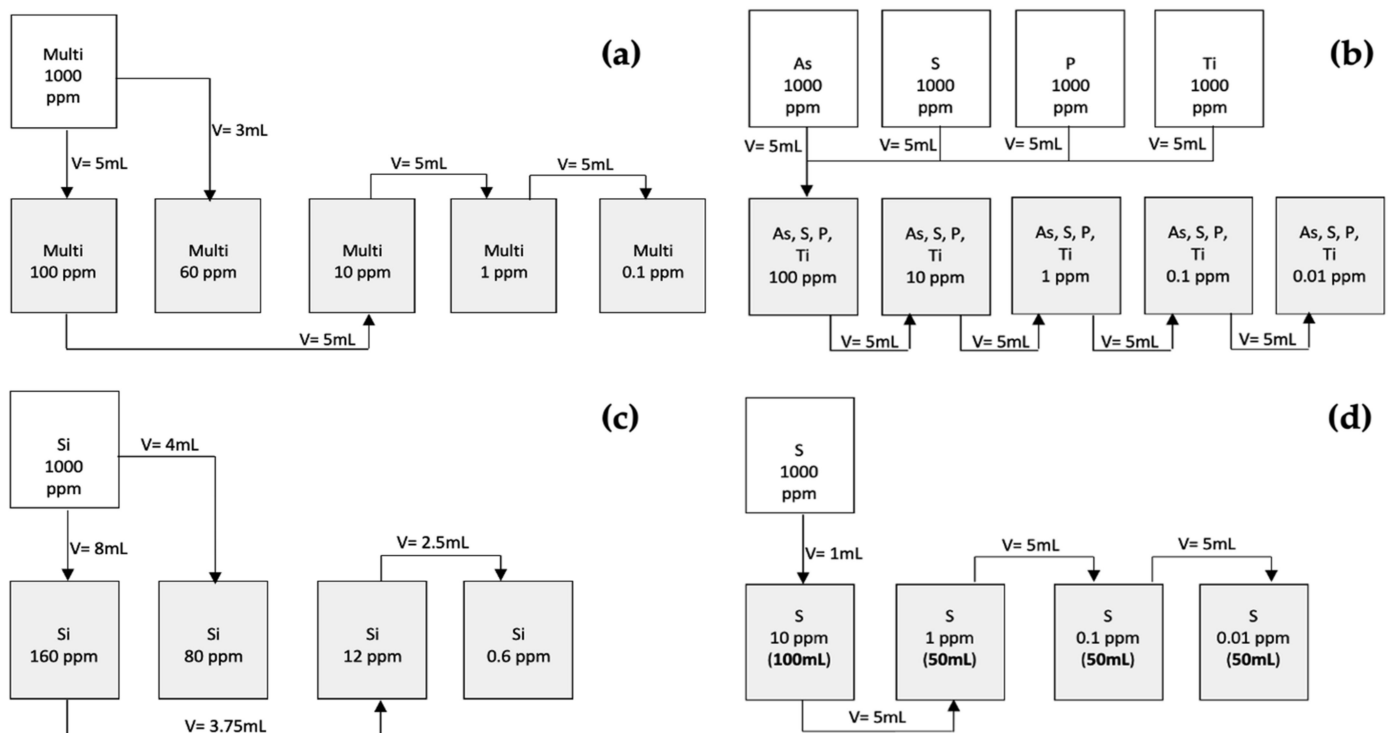 (a)
Multi
1000
ppm
V= 3mL
V= 5mL
V= 5mL
V= 5mL
Multi
100 ppm
Multi
60 ppm
Multi
10 ppm
Multi
1 ppm
Multi
0.1 ppm
V= 5mL
(b)
As
1000
ppm
S
1000
ppm
P
1000
ppm
Ti
1000
ppm
V= 5mL
V= 5mL
V= 5mL
V= 5mL
As, S, P,
Ti
100 ppm
As, S, P,
Ti
10 ppm
As, S, P,
Ti
1 ppm
As, S, P,
Ti
0.1 ppm
As, S, P,
Ti
0.01 ppm
V= 5mL
V= 5mL
V= 5mL
V= 5mL
(c)
Si
1000
ppm
V= 4mL
V= 8mL
V= 2.5mL
Si
160 ppm
Si
80 ppm
Si
12 ppm
Si
0.6 ppm
V= 3.75mL
(d)
S
1000
ppm
V= 1mL
V= 5mL
V= 5mL
S
10 ppm
(100mL)
S
1 ppm
(50mL)
S
0.1 ppm
(50mL)
S
0.01 ppm
(50mL)
V= 5mL